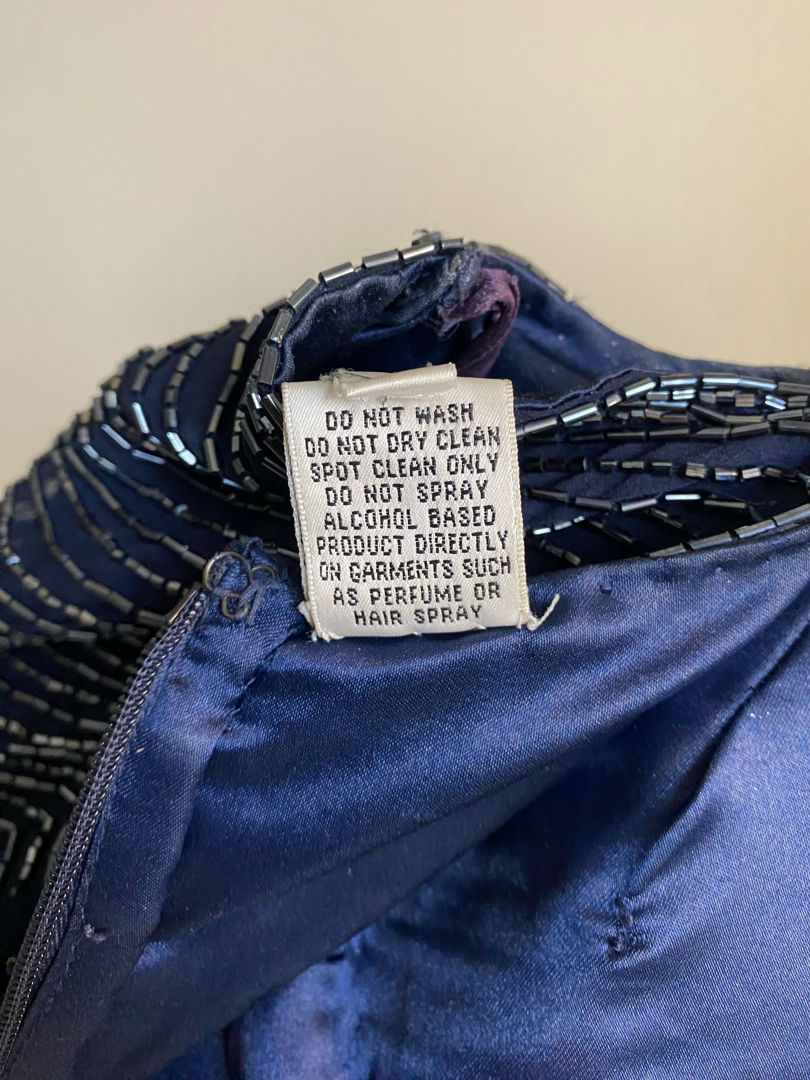 DO NOT WASH
DO NOT DRY CLEAN
SPOT CLEAN ONLY
DO NOT SPRAY
ALCOHOL BASED
PRODUCT DIRECTLY
ON GARMENTS SUCH
AS PERFUME OR
HAIR SPRAY